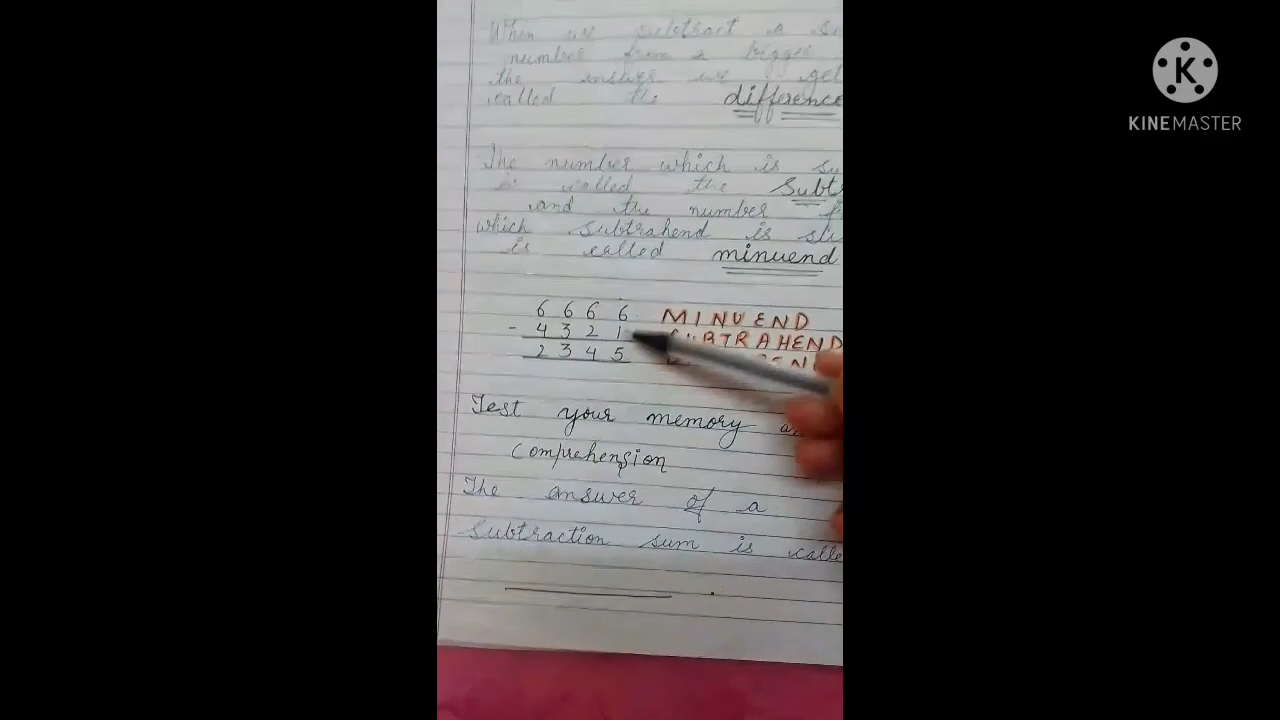 When we subtract a
number from a bigger
the answer we get
called the difference
The number which is
is called the
and the number
which subtrahend is
is called minuend
6 6 6 6 MINUEND
- 4 3 2 1 SUBTRAHEND
2 3 4 5
Test your memory
comprehension
The answer of a
subtraction sum is calle
KINEMASTER